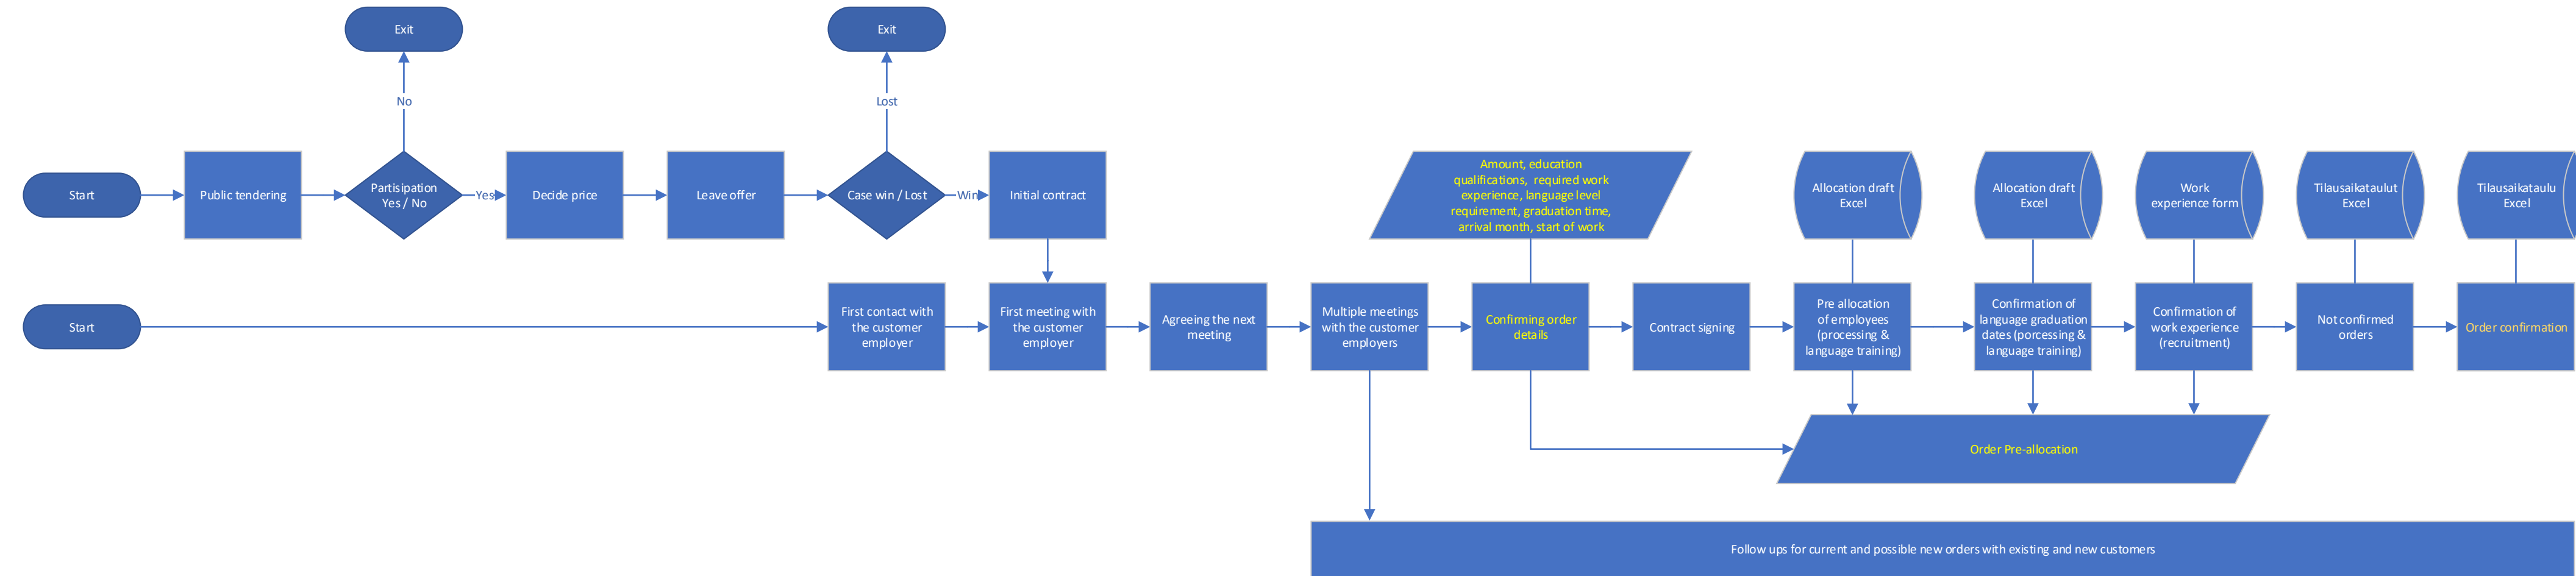 Exit
Exit
No
Lost
Start
Public tendering
Partisipation
Yes / No
Yes
Decide price
Leave offer
Case win / Lost
Win
Initial contract
Amount, education
qualifications, required work
experience, language level
requirement, graduation time,
arrival month, start of work
Allocation draft
Excel
Allocation draft
Excel
Work
experience form
Tilausaikataulut
Excel
Tilausaikataulu
Excel
Start
First contact with
the customer
employer
First meeting with
the customer
employer
Agreeing the next
meeting
Multiple meetings
with the customer
employers
Confirming order
details
Contract signing
Pre allocation
of employees
(processing &
language training)
Confirmation of
language graduation
dates (porcessing &
language training)
Confirmation of
work experience
(recruitment)
Not confirmed
orders
Order confirmation
Order Pre-allocation
Follow ups for current and possible new orders with existing and new customers